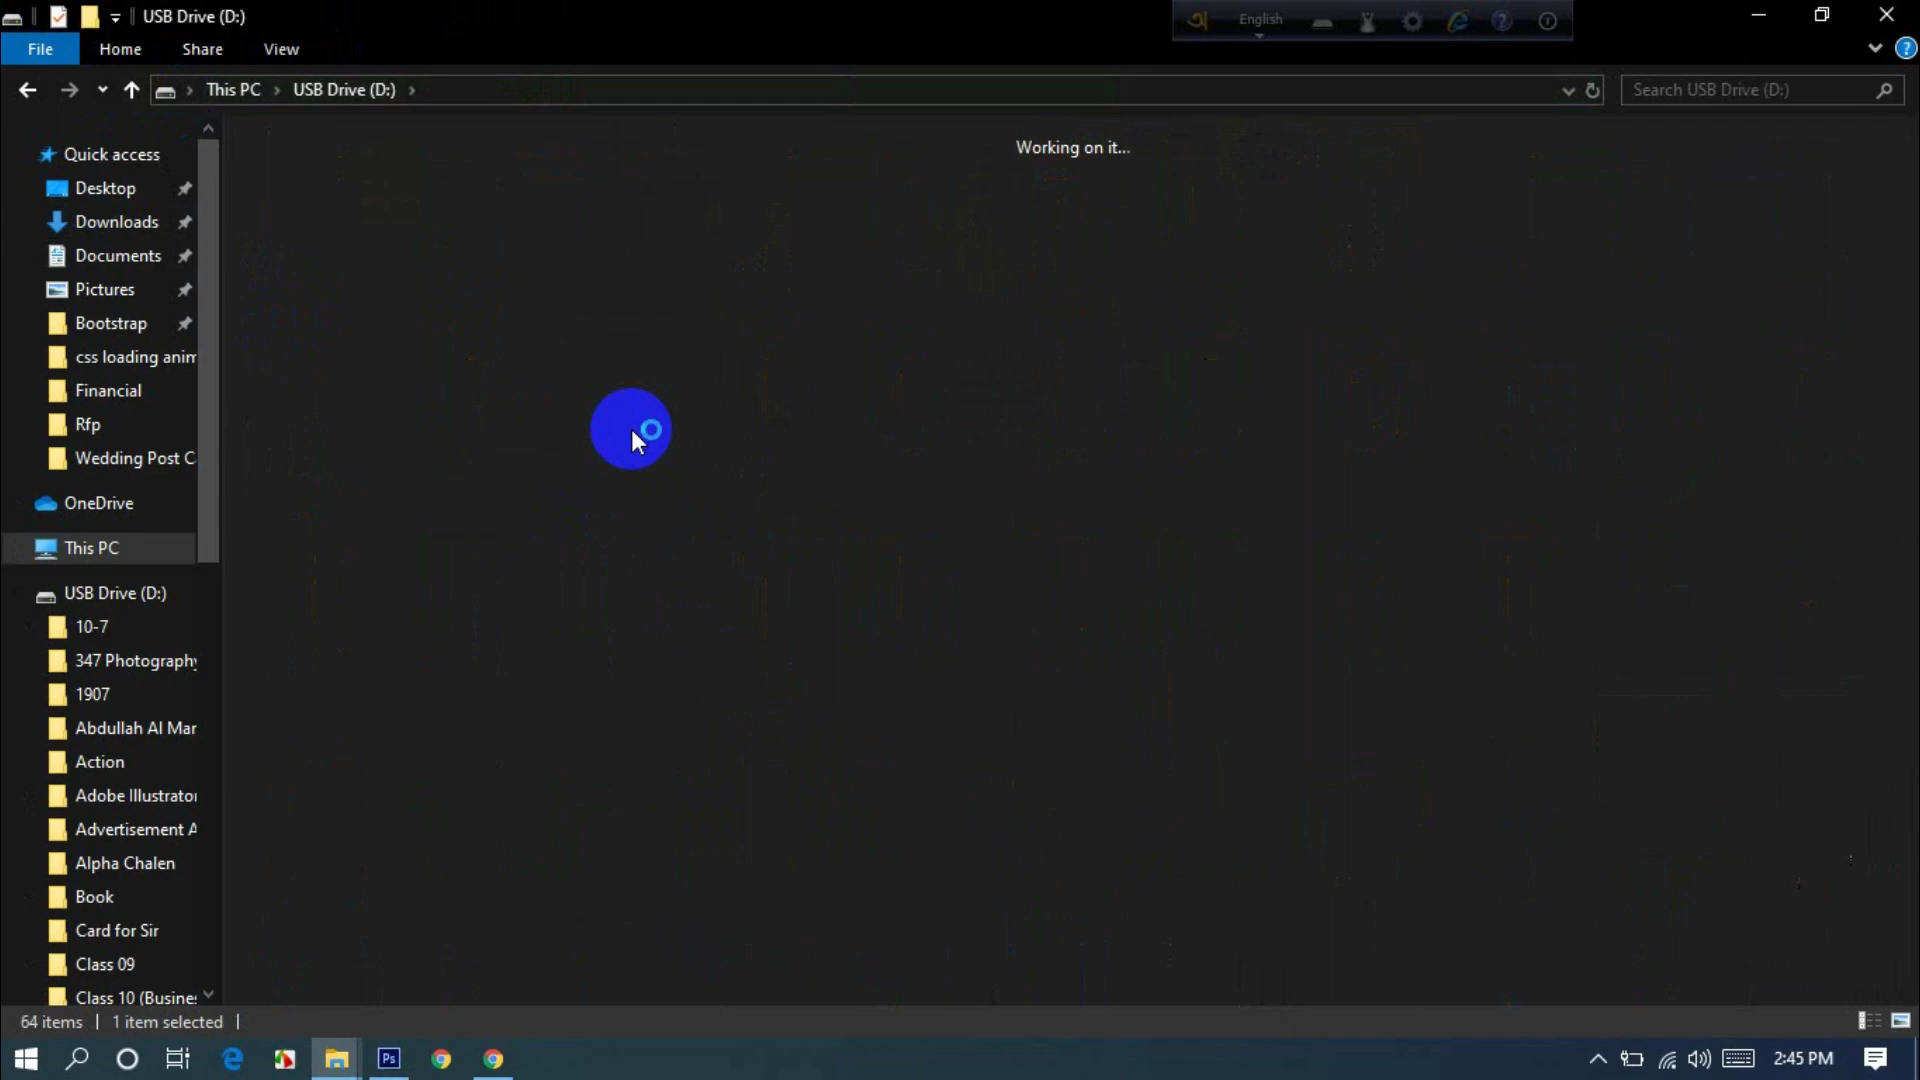 USB Drive (D:)
English
File Home Share View
This PC USB Drive (D:)
Search USB Drive (D:)
Working on it...
Quick access
Desktop
Downloads
Documents
Pictures
Bootstrap
css loading anim
Financial
Rfp
Wedding Post C
OneDrive
This PC
USB Drive (D:)
10-7
347 Photography
1907
Abdullah Al Mar
Action
Adobe Illustrator
Advertisement A
Alpha Chalen
Book
Card for Sir
Class 09
Class 10 (Busines
64 items 1 item selected
Ps
2:45 PM